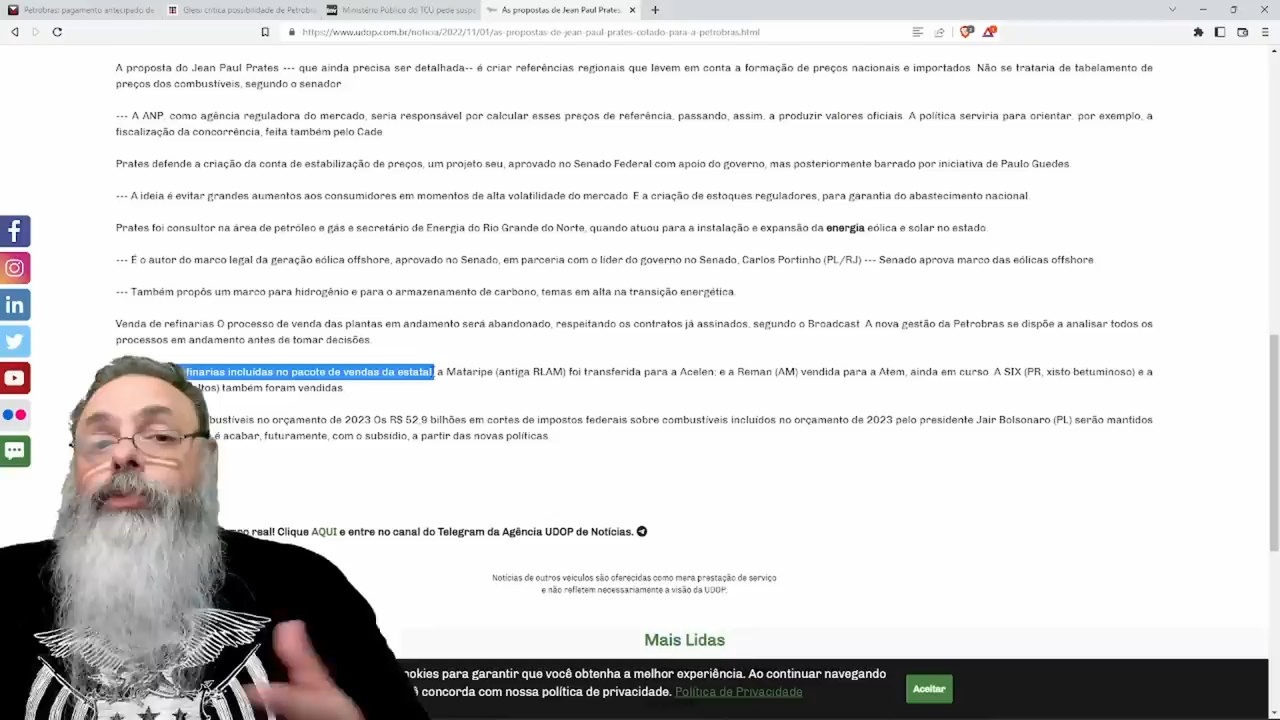 Petrobras! pagamento antecipado de
Gleisi critica possibilidade de Petrobra
Ministério Público do TCU pede suspe
As propostas de Jean Paul Prates,
https://www.udop.com.br/noticia/2022/11/01/as-propostas-de-jean-paul-prates-cotado-para-a-petrobras.html
A proposta do Jean Paul Prates --- que ainda precisa ser detalhada-- é criar referências regionais que levem em conta a formação de preços nacionais e importados. Não se trataria de tabelamento de
preços dos combustíveis, segundo o senador
--- A ANP, como agência reguladora do mercado, seria responsável por calcular esses preços de referência, passando, assim, a produzir valores oficiais. A política serviria para orientar, por exemplo, a
fiscalização da concorrência, feita também pelo Cade.
Prates defende a criação da conta de estabilização de preços, um projeto seu, aprovado no Senado Federal com apoio do governo, mas posteriormente barrado por iniciativa de Paulo Guedes.
--- A ideia é evitar grandes aumentos aos consumidores em momentos de alta volatilidade do mercado. E a criação de estoques reguladores, para garantia do abastecimento nacional.
Prates foi consultor na área de petróleo e gás e secretário de Energia do Rio Grande do Norte, quando atuou para a instalação e expansão da energia eólica e solar no estado.
--- É o autor do marco legal da geração eólica offshore, aprovado no Senado, em parceria com o líder do governo no Senado, Carlos Portinho (PL/RJ) --- Senado aprova marco das eólicas offshore
--- Também propôs um marco para hidrogênio e para o armazenamento de carbono, temas em alta na transição energética.
Venda de refinarias O processo de venda das plantas em andamento será abandonado, respeitando os contratos já assinados, segundo o Broadcast. A nova gestão da Petrobras se dispõe a analisar todos os
processos em andamento antes de tomar decisões.
finarias incluídas no pacote de vendas da estatal, a Mataripe (antiga RLAM) foi transferida para a Acelen; e a Reman (AM) vendida para a Atem, ainda em curso. A SIX (PR, xisto betuminoso) e a
também foram vendidas.
bustíveis no orçamento de 2023 Os R$ 52,9 bilhões em cortes de impostos federais sobre combustíveis incluídos no orçamento de 2023 pelo presidente Jair Bolsonaro (PL) serão mantidos
é acabar, futuramente, com o subsídio, a partir das novas políticas.
real! Clique AQUI e entre no canal do Telegram da Agência UDOP de Notícias.
Notícias de outros veículos são oferecidas como mera prestação de serviço
e não refletem necessariamente a visão da UDOP.
Mais Lidas
ookies para garantir que você obtenha a melhor experiência. Ao continuar navegando
ê concorda com nossa política de privacidade. Política de Privacidade
Aceitar